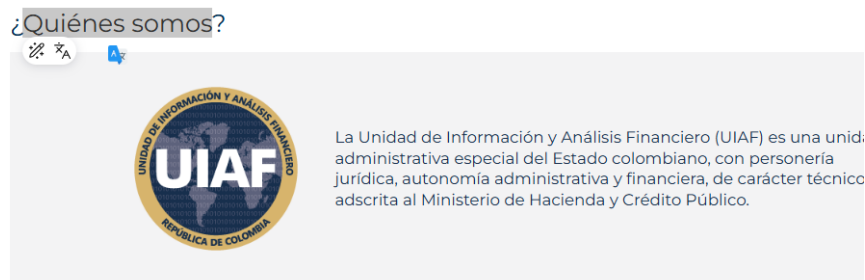 ¿Quiénes somos?
UNIDAD DE INFORMACIÓN Y ANÁLISIS FINANCIERO
UIAF
REPÚBLICA DE COLOMBIA
La Unidad de Información y Análisis Financiero (UIAF) es una unida
administrativa especial del Estado colombiano, con personería
jurídica, autonomía administrativa y financiera, de carácter técnico
adscrita al Ministerio de Hacienda y Crédito Público.